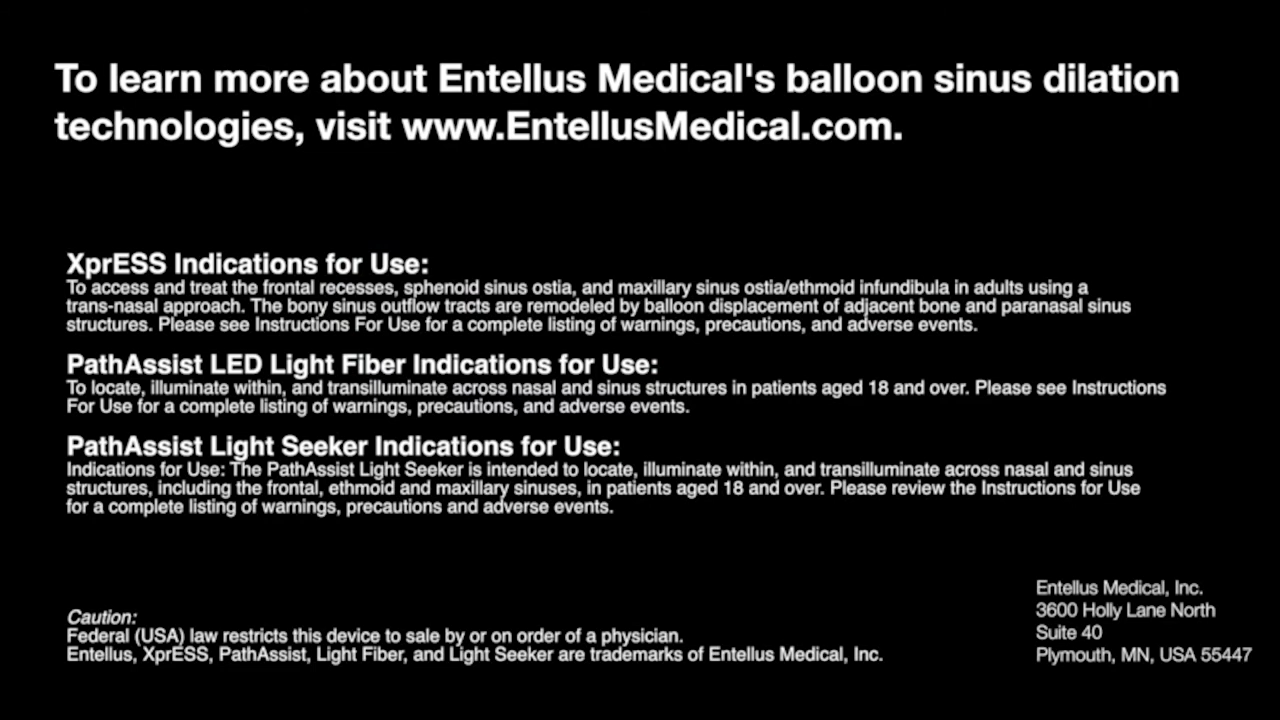 To learn more about Entellus Medical's balloon sinus dilation
technologies, visit www.EntellusMedical.com.
XprESS Indications for Use:
To access and treat the frontal recesses, sphenoid sinus ostia, and maxillary sinus ostia/ethmoid infundibula in adults using a
trans-nasal approach. The bony sinus outflow tracts are remodeled by balloon displacement of adjacent bone and paranasal sinus
structures. Please see Instructions For Use for a complete listing of warnings, precautions, and adverse events.
PathAssist LED Light Fiber Indications for Use:
To locate, illuminate within, and transilluminate across nasal and sinus structures in patients aged 18 and over. Please see Instructions
For Use for a complete listing of warnings, precautions, and adverse events.
PathAssist Light Seeker Indications for Use:
Indications for Use: The PathAssist Light Seeker is intended to locate, illuminate within, and transilluminate across nasal and sinus
structures, including the frontal, ethmoid and maxillary sinuses, in patients aged 18 and over. Please review the Instructions for Use
for a complete listing of warnings, precautions and adverse events.
Caution:
Federal (USA) law restricts this device to sale by or on order of a physician.
Entellus, XprESS, PathAssist, Light Fiber, and Light Seeker are trademarks of Entellus Medical, Inc.
Entellus Medical, Inc.
3600 Holly Lane North
Suite 40
Plymouth, MN, USA 55447